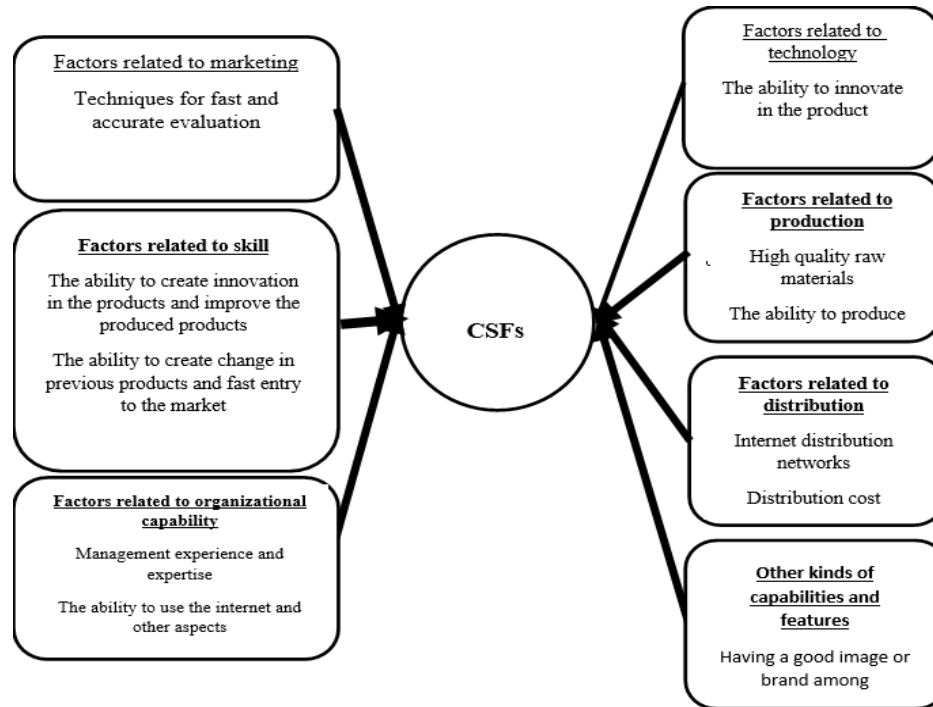 Factors related to marketing
Techniques for fast and
accurate evaluation
Factors related to skill
The ability to create innovation
in the products and improve the
produced products
The ability to create change in
previous products and fast entry
to the market
Factors related to organizational
capability
Management experience and
expertise
The ability to use the internet and
other aspects
CSFs
Factors related to
technology
The ability to innovate
in the product
Factors related to
production
High quality raw
materials
The ability to produce
Factors related to
distribution
Internet distribution
networks
Distribution cost
Other kinds of
capabilities and
features
Having a good image or
brand among